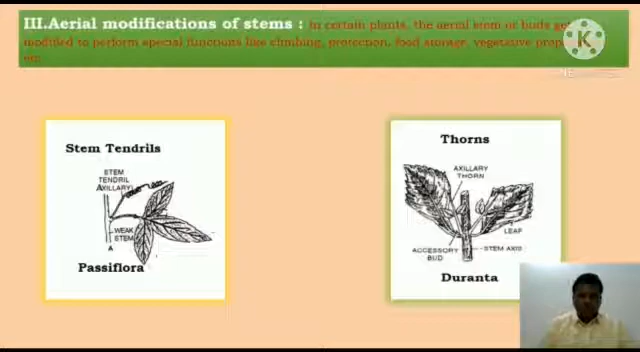 III.Aerial modifications of stems : In certain plants, the aerial stem or buds get
modified to perform special functions like climbing, protection, food storage, vegetative
etc
K
Stem Tendrils
STEM
TENDRIL
AXILLARY
WEAK
STEM
A
Passiflora
Thorns
AXILLARY
THORN
LEAF
ACCESSORY
BUD
STEM AXIS
Duranta